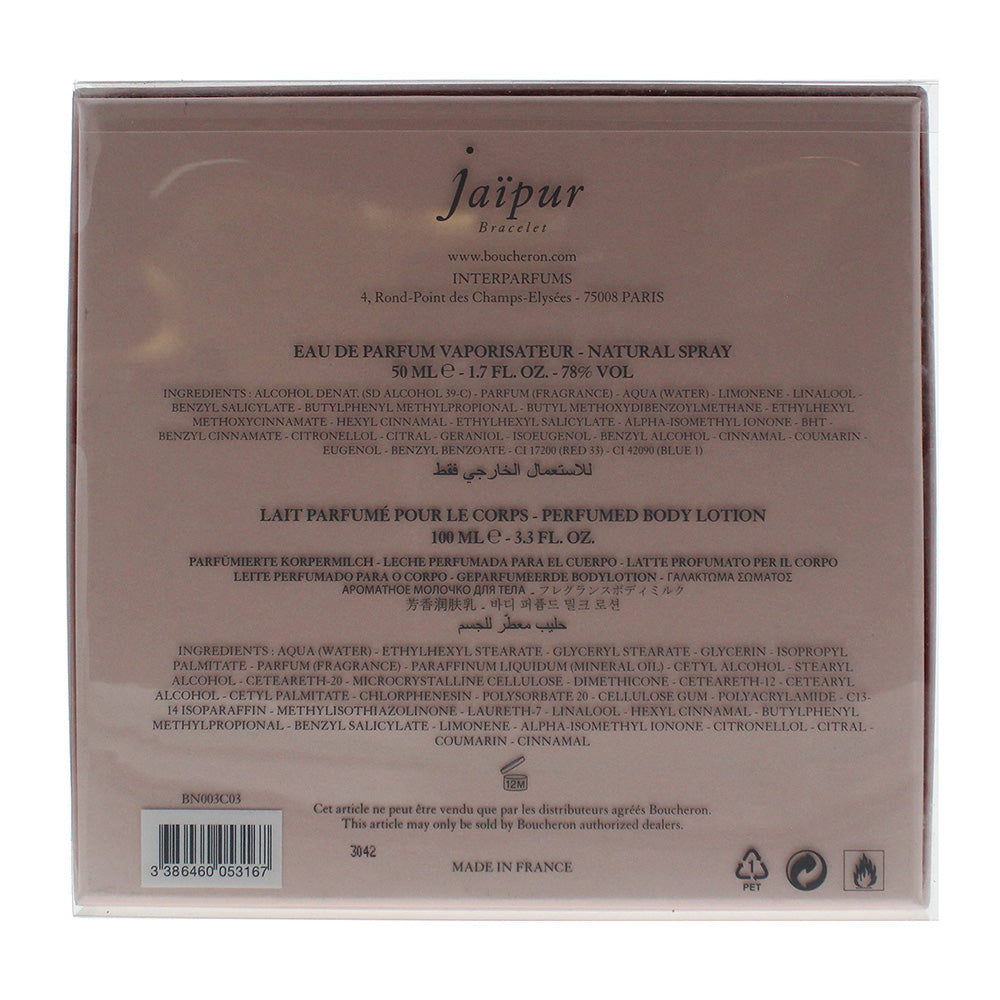 jaïpur
Bracelet
www.boucheron.com
INTERPARFUMS
4, Rond-Point des Champs-Elysées - 75008 PARIS
EAU DE PARFUM VAPORISATEUR - NATURAL SPRAY
50 ML ℮ - 1.7 FL. OZ. - 78% VOL
INGREDIENTS : ALCOHOL DENAT. (SD ALCOHOL 39-C) - PARFUM (FRAGRANCE) - AQUA (WATER) - LIMONENE - LINALOOL -
BENZYL SALICYLATE - BUTYLPHENYL METHYLPROPIONAL - BUTYL METHOXYDIBENZOYLMETHANE - ETHYLHEXYL
METHOXYCINNAMATE - HEXYL CINNAMAL - ETHYLHEXYL SALICYLATE - ALPHA-ISOMETHYL IONONE - BHT -
BENZYL CINNAMATE - CITRONELLOL - CITRAL - GERANIOL - ISOEUGENOL - BENZYL ALCOHOL - CINNAMAL - COUMARIN -
EUGENOL - BENZYL BENZOATE - CI 17200 (RED 33) - CI 42090 (BLUE 1)
للاستعمال الخارجي فقط
LAIT PARFUMÉ POUR LE CORPS - PERFUMED BODY LOTION
100 ML ℮ - 3.3 FL. OZ.
PARFÜMIERTE KORPERMILCH - LECHE PERFUMADA PARA EL CUERPO - LATTE PROFUMATO PER IL CORPO
LEITE PERFUMADO PARA O CORPO - GEPARFUMEERDE BODYLOTION - ΓΑΛΑΚΤΩΜΑ ΣΩΜΑΤΟΣ
АРОМАТНОЕ МОЛОЧКО ДЛЯ ТЕЛА - フレグランスボディミルク
芳香润肤乳 - 바디 퍼퓸드 밀크 로션
حليب معطّر للجسم
INGREDIENTS : AQUA (WATER) - ETHYLHEXYL STEARATE - GLYCERYL STEARATE - GLYCERIN - ISOPROPYL
PALMITATE - PARFUM (FRAGRANCE) - PARAFFINUM LIQUIDUM (MINERAL OIL) - CETYL ALCOHOL - STEARYL
ALCOHOL - CETEARETH-20 - MICROCRYSTALLINE CELLULOSE - DIMETHICONE - CETEARETH-12 - CETEARYL
ALCOHOL - CETYL PALMITATE - CHLORPHENESIN - POLYSORBATE 20 - CELLULOSE GUM - POLYACRYLAMIDE - C13-
14 ISOPARAFFIN - METHYLISOTHIAZOLINONE - LAURETH-7 - LINALOOL - HEXYL CINNAMAL - BUTYLPHENYL
METHYLPROPIONAL - BENZYL SALICYLATE - LIMONENE - ALPHA-ISOMETHYL IONONE - CITRONELLOL - CITRAL -
COUMARIN - CINNAMAL
12M
BN003C03
Cet article ne peut être vendu que par les distributeurs agréés Boucheron.
This article may only be sold by Boucheron authorized dealers.
3042
3 386460 053167
MADE IN FRANCE
1
PET